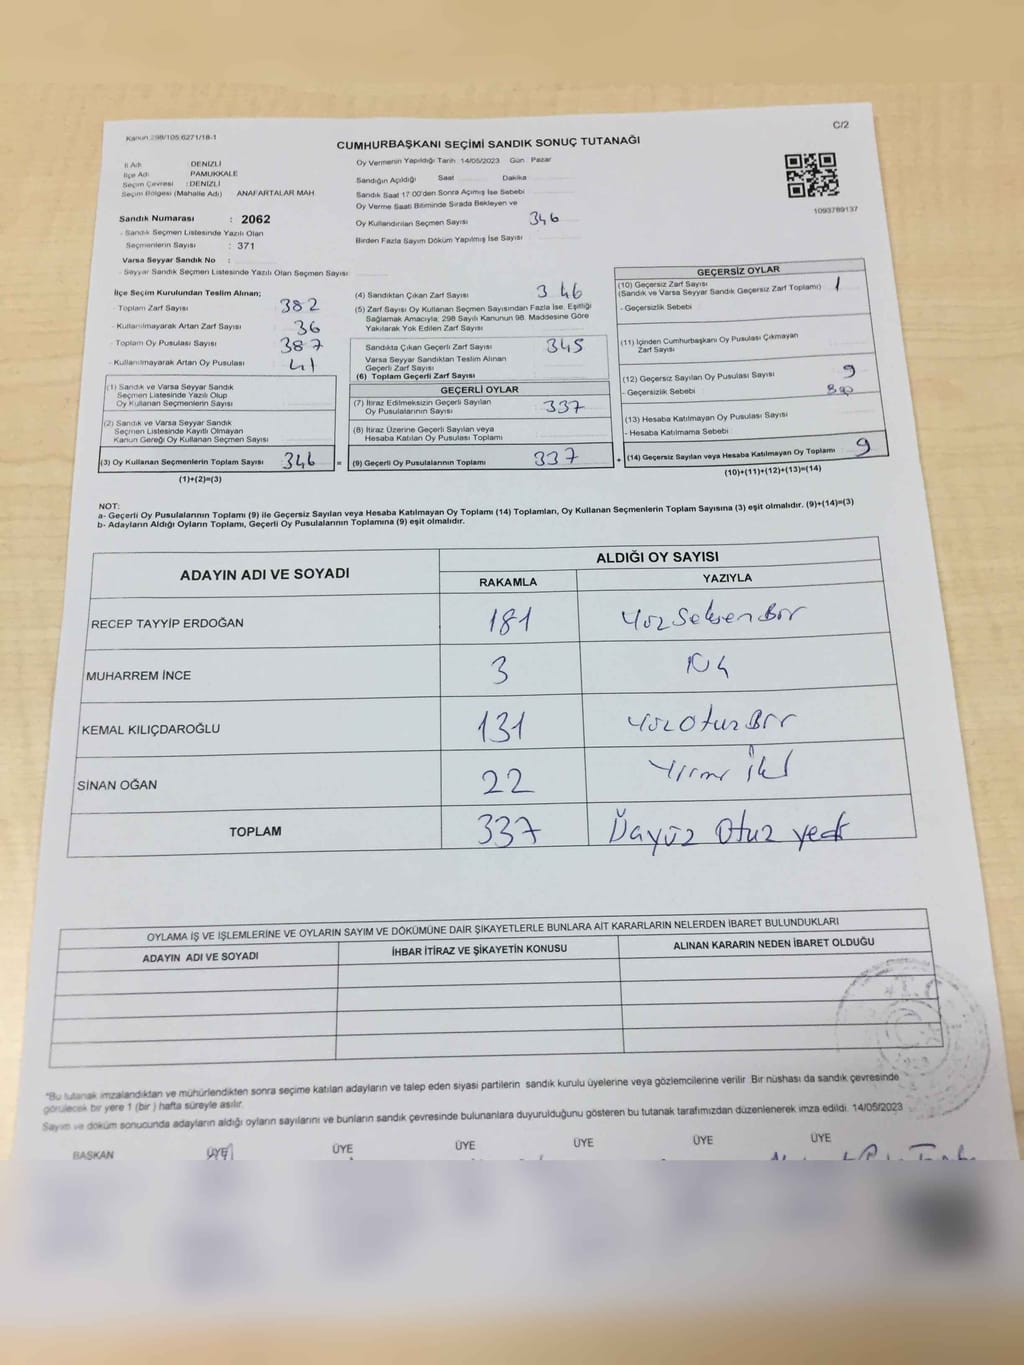 Kanun 298/105 6271/18-1
C/2
CUMHURBAŞKANI SEÇİMİ SANDIK SONUÇ TUTANAĞI
İl Adı DENİZLİ
İlçe Adı PAMUKKALE
Seçim Çevresi : DENİZLİ
Seçim Bölgesi (Mahalle Adı) ANAFARTALAR MAH.
Sandık Numarası : 2062
- Sandık Seçmen Listesinde Yazılı Olan
Seçmenlerin Sayısı : 371
Varsa Seyyar Sandık No :
- Seyyar Sandık Seçmen Listesinde Yazılı Olan Seçmen Sayısı
Oy Vermenin Yapıldığı Tarih :14/05/2023 Gün : Pazar
Sandığın Açıldığı Saat Dakika
Sandık Saat 17:00'den Sonra Açılmış İse Sebebi
Oy Verme Saati Bitiminde Sırada Bekleyen ve
Oy Kullandırılan Seçmen Sayısı 346
Birden Fazla Sayım Döküm Yapılmış İse Sayısı
1093789137
İlçe Seçim Kurulundan Teslim Alınan;
- Toplam Zarf Sayısı 382
- Kullanılmayarak Artan Zarf Sayısı 36
- Toplam Oy Pusulası Sayısı 387
- Kullanılmayarak Artan Oy Pusulası 41
(1) Sandık ve Varsa Seyyar Sandık
Seçmen Listesinde Yazılı Olup
Oy Kullanan Seçmenlerin Sayısı
(2) Sandık ve Varsa Seyyar Sandık
Seçmen Listesinde Kayıtlı Olmayan
Kanun Gereği Oy Kullanan Seçmen Sayısı
(3) Oy Kullanan Seçmenlerin Toplam Sayısı 346 =
(1)+(2)=(3)
(4) Sandıktan Çıkan Zarf Sayısı 346
(5) Zarf Sayısı Oy Kullanan Seçmen Sayısından Fazla İse, Eşitliği
Sağlamak Amacıyla, 298 Sayılı Kanunun 98. Maddesine Göre
Yakılarak Yok Edilen Zarf Sayısı
Sandıkta Çıkan Geçerli Zarf Sayısı 345
Varsa Seyyar Sandıktan Teslim Alınan
Geçerli Zarf Sayısı
(6) Toplam Geçerli Zarf Sayısı
GEÇERLİ OYLAR
(7) İtiraz Edilmeksizin Geçerli Sayılan
Oy Pusulalarının Sayısı 337
(8) İtiraz Üzerine Geçerli Sayılan veya
Hesaba Katılan Oy Pusulası Toplamı
(9) Geçerli Oy Pusulalarının Toplamı 337 +
GEÇERSİZ OYLAR
(10) Geçersiz Zarf Sayısı 1
(Sandık ve Varsa Seyyar Sandık Geçersiz Zarf Toplamı)
- Geçersizlik Sebebi
(11) İçinden Cumhurbaşkanı Oy Pusulası Çıkmayan
Zarf Sayısı
(12) Geçersiz Sayılan Oy Pusulası Sayısı 9
- Geçersizlik Sebebi
(13) Hesaba Katılmayan Oy Pusulası Sayısı
- Hesaba Katılmama Sebebi
(14) Geçersiz Sayılan veya Hesaba Katılmayan Oy Toplamı 9
(10)+(11)+(12)+(13)=(14)
NOT:
a- Geçerli Oy Pusulalarının Toplamı (9) ile Geçersiz Sayılan veya Hesaba Katılmayan Oy Toplamı (14) Toplamları, Oy Kullanan Seçmenlerin Toplam Sayısına (3) eşit olmalıdır. (9)+(14)=(3)
b- Adayların Aldığı Oyların Toplamı, Geçerli Oy Pusulalarının Toplamına (9) eşit olmalıdır.
ADAYIN ADI VE SOYADI ALDIĞI OY SAYISI
RAKAMLA YAZIYLA
RECEP TAYYİP ERDOĞAN 181 Yüz Seksen Bir
MUHARREM İNCE 3 Üç
KEMAL KILIÇDAROĞLU 131 Yüz Otuz Bir
SİNAN OĞAN 22 Yirmi İki
TOPLAM 337 Üçyüz Otuz yedi
OYLAMA İŞ VE İŞLEMLERİNE VE OYLARIN SAYIM VE DÖKÜMÜNE DAİR ŞİKAYETLERLE BUNLARA AİT KARARLARIN NELERDEN İBARET BULUNDUKLARI
ADAYIN ADI VE SOYADI İHBAR İTİRAZ VE ŞİKAYETİN KONUSU ALINAN KARARIN NEDEN İBARET OLDUĞU
*Bu tutanak imzalandıktan ve mühürlendikten sonra seçime katılan adayların ve talep eden siyasi partilerin sandık kurulu üyelerine veya gözlemcilerine verilir. Bir nüshası da sandık çevresinde
görülecek bir yere 1 (bir ) hafta süreyle asılır.
Sayım ve döküm sonucunda adayların aldığı oyların sayılarını ve bunların sandık çevresinde bulunanlara duyurulduğunu gösteren bu tutanak tarafımızdan düzenlenerek imza edildi. 14/05/2023
BAŞKAN ÜYE ÜYE ÜYE ÜYE ÜYE ÜYE